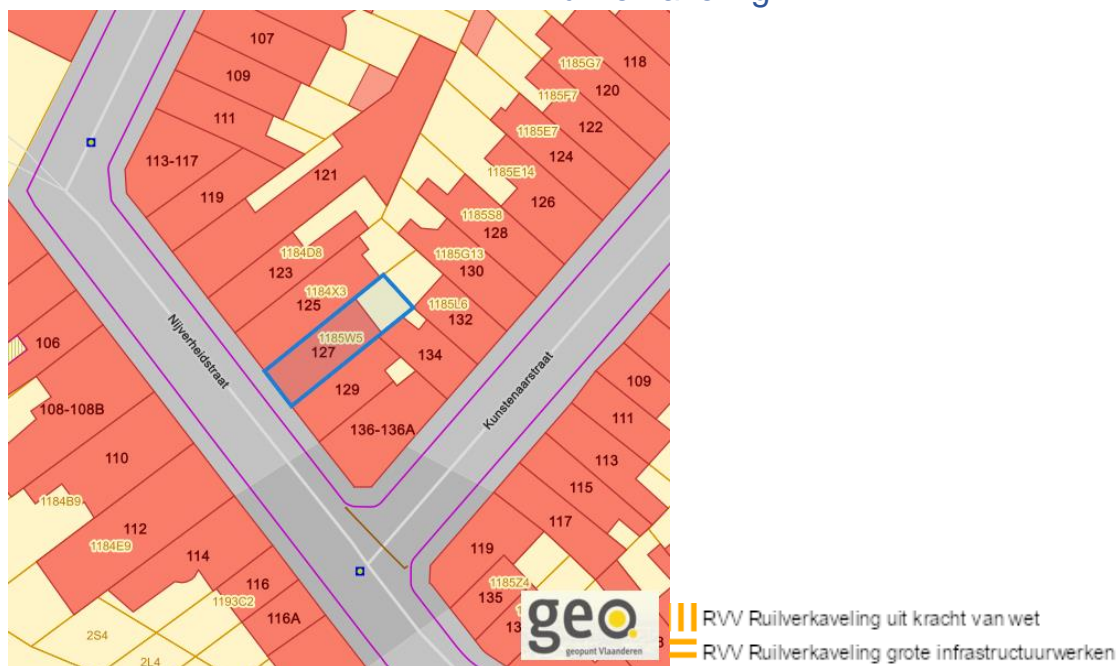 107
118
1185G7
109
120
1185F7
111
122
1185E7
124
113-117
1185E14
121
119
126
1185S8
128
1184D8
1185G13
123
130
1184X3
125
1185L6
132
Nijverheidstraat
1185W5
106
127
134
129
Kunstenaarstraat
109
108-108B
111
136-136A
110
113
115
1184B9
117
112
1184E9
119
114
116
1185Z4
1193C2
135
116A
2S4
2L4
geo
geopunt Vlaanderen
RVV Ruilverkaveling uit kracht van wet
RVV Ruilverkaveling grote infrastructuurwerken